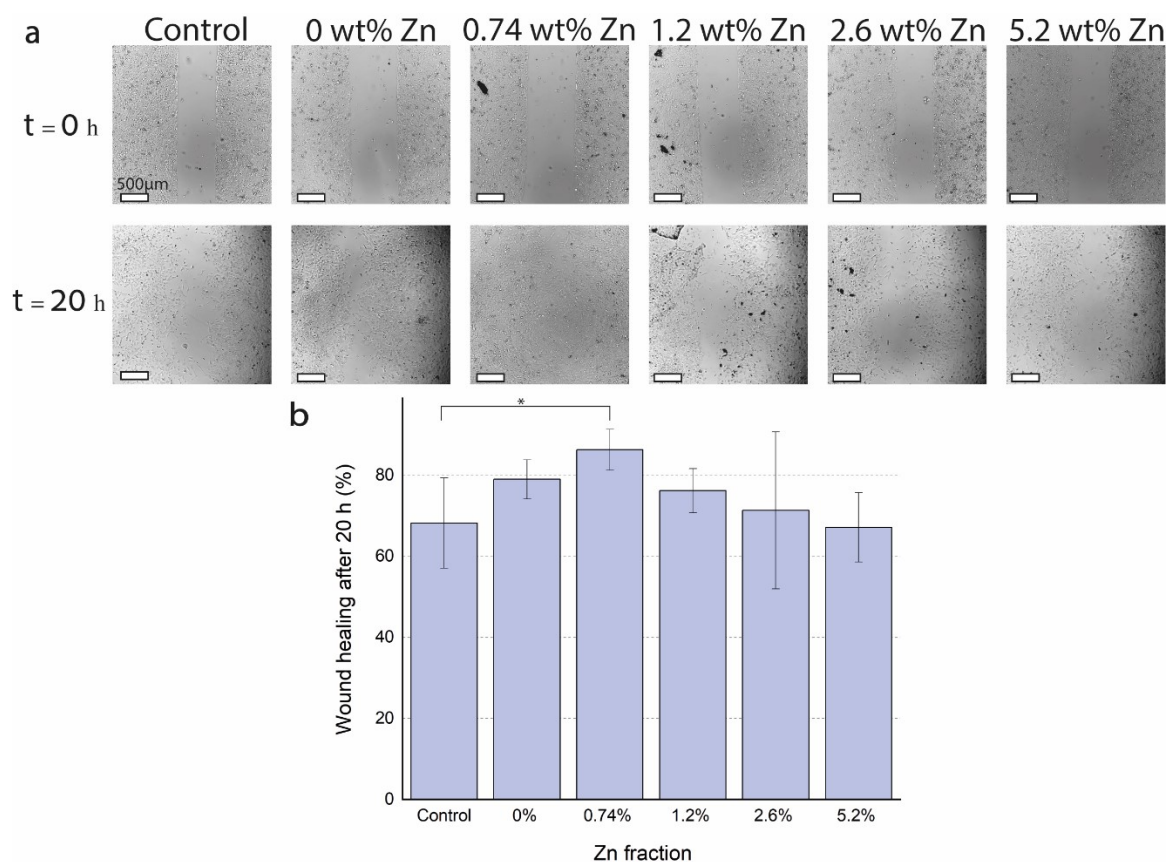 a
Control 0 wt% Zn 0.74 wt% Zn 1.2 wt% Zn 2.6 wt% Zn 5.2 wt% Zn
t = 0 h
500μm
t = 20 h
b
*
Wound healing after 20 h (%)
80
60
40
20
0
Control 0% 0.74% 1.2% 2.6% 5.2%
Zn fraction